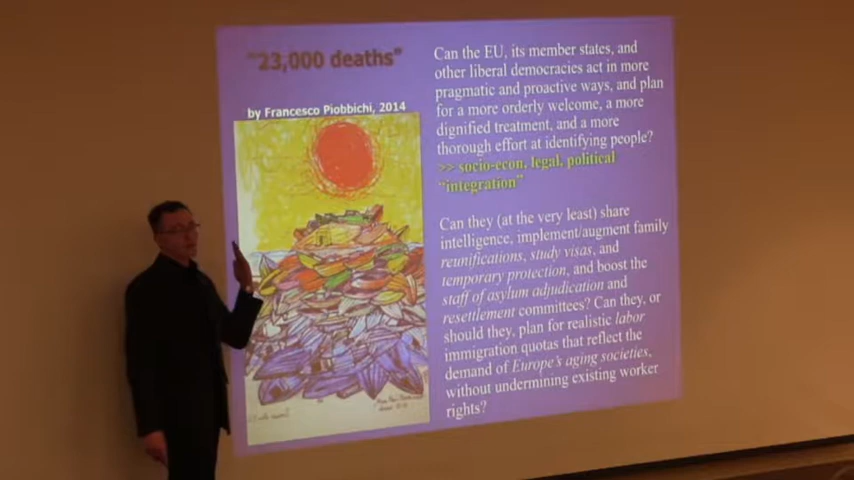 "23,000 deaths"
by Francesco Piobbichi, 2014
Can the EU, its member states, and
other liberal democracies act in more
pragmatic and proactive ways, and plan
for a more orderly welcome, a more
dignified treatment, and a more
thorough effort at identifying people?
>> socio-econ, legal, political
"integration"
Can they (at the very least) share
intelligence, implement/augment family
reunifications, study visas, and
temporary protection, and boost the
staff of asylum adjudication and
resettlement committees? Can they, or
should they, plan for realistic labor
immigration quotas that reflect the
demand of Europe's aging societies,
without undermining existing worker
rights?